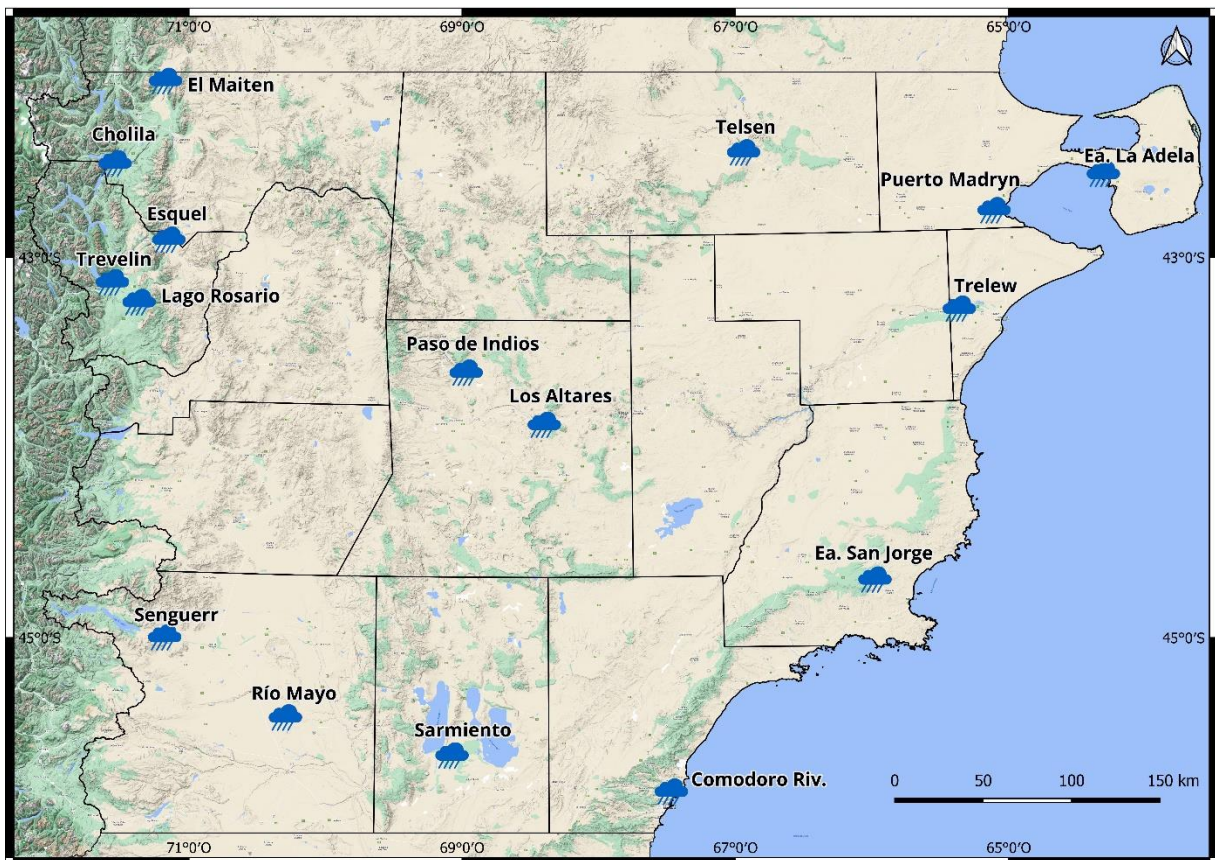 71°0'O
69°0'O
67°0'O
65°0'O
El Maiten
Cholila
Telsen
Ea. La Adela
Puerto Madryn
Esquel
43°0'S
Trevelin
43°0'S
Lago Rosario
Trelew
Paso de Indios
Los Altares
Ea. San Jorge
Senguerr
45°0'S
45°0'S
Río Mayo
Sarmiento
Comodoro Riv.
0 50 100 150 km
71°0'O
69°0'O
67°0'O
65°0'O